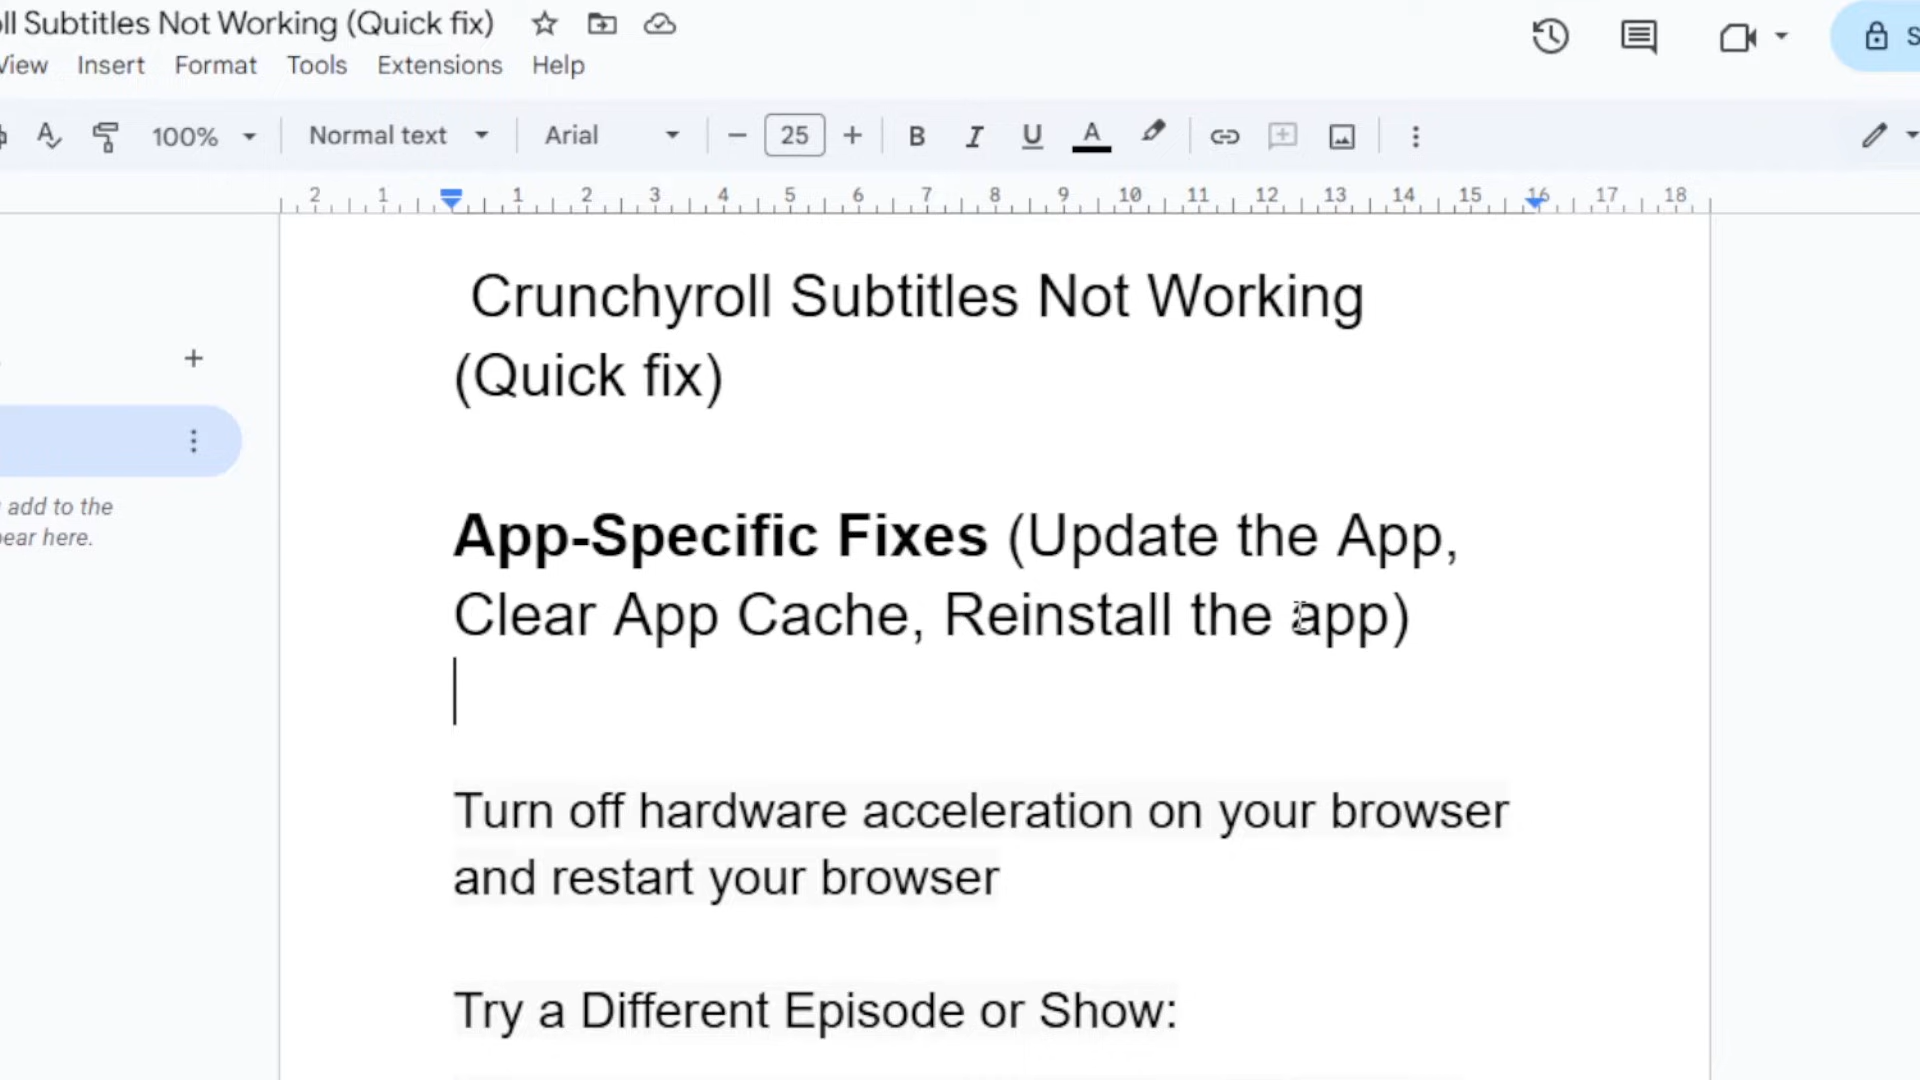 ll Subtitles Not Working (Quick fix)
View Insert Format Tools Extensions Help
100% Normal text Arial 25 B I U A
2 1 1 2 3 4 5 6 7 8 9 10 11 12 13 14 15 16 17 18
Crunchyroll Subtitles Not Working
(Quick fix)
add to the
pear here.
App-Specific Fixes (Update the App,
Clear App Cache, Reinstall the app)
Turn off hardware acceleration on your browser
and restart your browser
Try a Different Episode or Show: